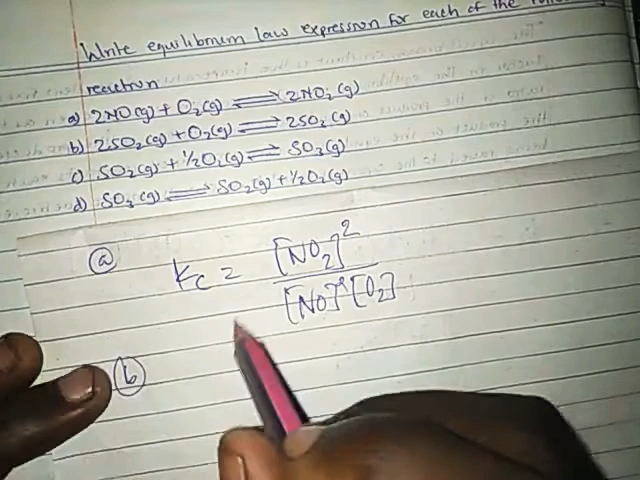 Write equilibrium law expression for each of the following
reaction
a) 2NO(g) + O₂(g) ⇌ 2NO₂(g)
b) 2SO₂(g) + O₂(g) ⇌ 2SO₃(g)
c) SO₂(g) + ½O₂(g) ⇌ SO₃(g)
d) SO₃(g) ⇌ SO₂(g) + ½O₂(g)
(a)
Kc = [NO₂]²
[NO]²[O₂]
(b)